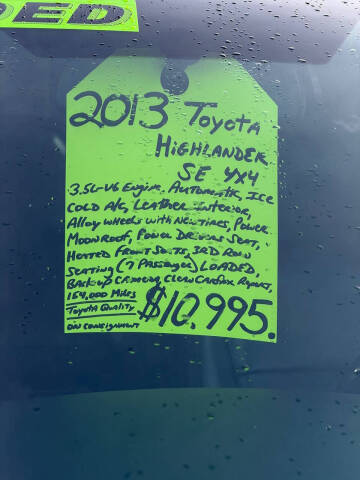 DED
2013 Toyota
HIGHLANDER
SE 4X4
3.5L-V6 Engine, Automatic, Ice
COLD A/C, Leather Interior,
Alloy wheels with New Tires, Power
MOONROOF, Power Drivers Seat,
Heated Front Seats, 3RD Row
Seating (7 Passenger) LOADED,
Back-up Camera, Clean Carfax Report,
164,000 Miles
Toyota Quality
ON CONSIGNMENT
$10,995.